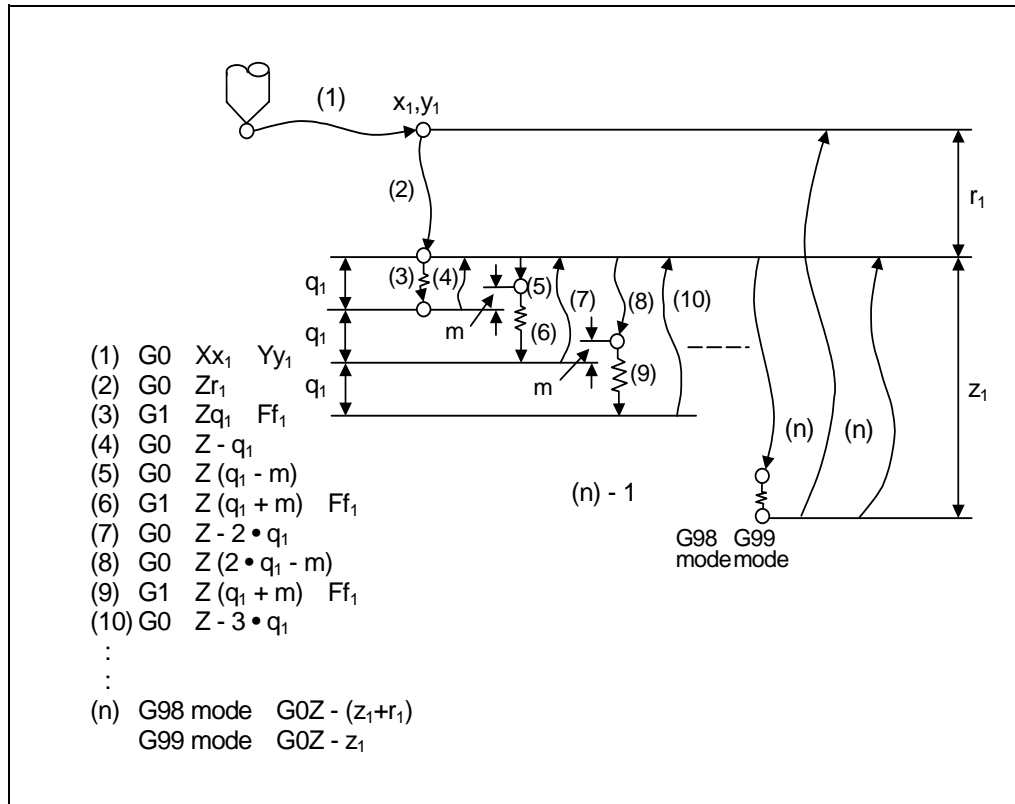 (1)
x₁,y₁
(2)
r₁
q₁
(3)
(4)
(5)
(7)
(8)
(10)
m
(6)
q₁
m
(9)
q₁
z₁
(n)
(n)
(n) - 1
G98 mode
G99 mode
(1) G0 Xx₁ Yy₁
(2) G0 Zr₁
(3) G1 Zq₁ Ff₁
(4) G0 Z - q₁
(5) G0 Z (q₁ - m)
(6) G1 Z (q₁ + m) Ff₁
(7) G0 Z - 2 • q₁
(8) G0 Z (2 • q₁ - m)
(9) G1 Z (q₁ + m) Ff₁
(10) G0 Z - 3 • q₁
:
:
(n) G98 mode G0Z - (z₁+r₁)
G99 mode G0Z - z₁